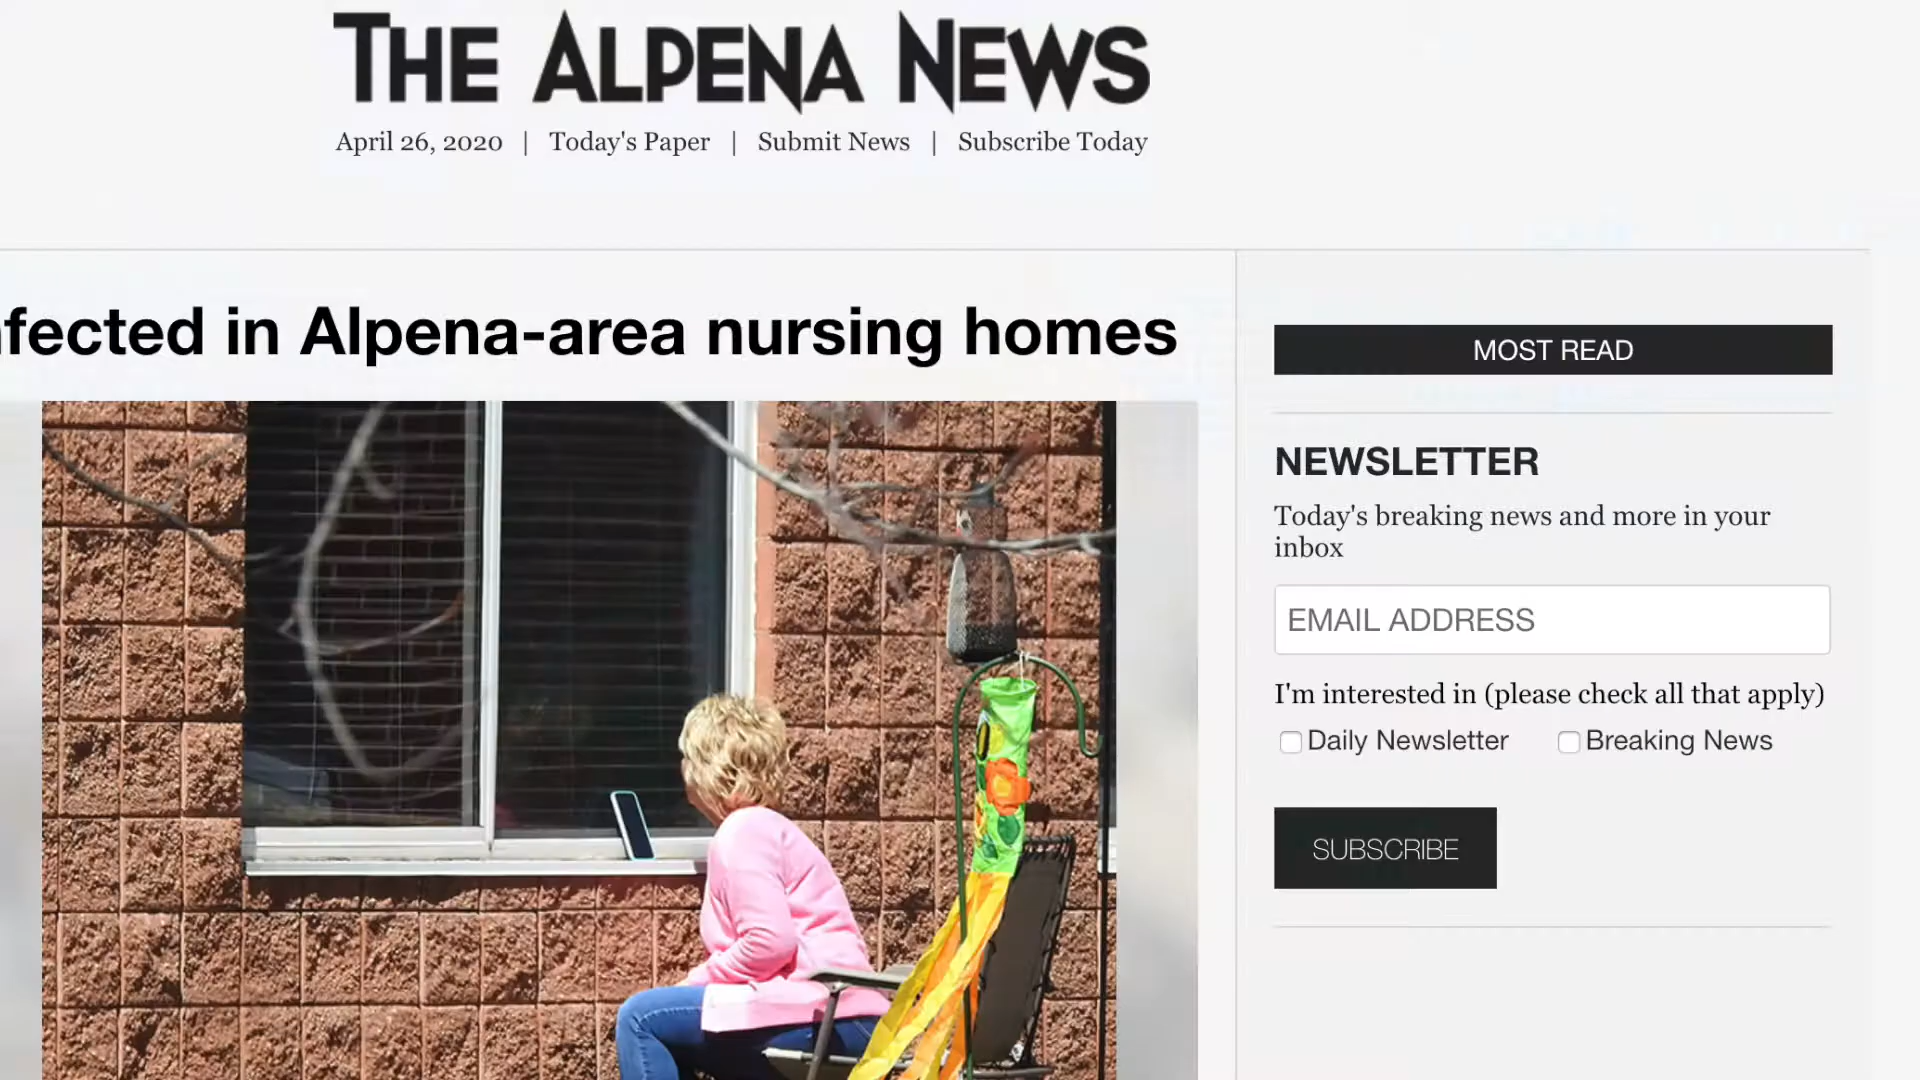 THE ALPENA NEWS
April 26, 2020 | Today's Paper | Submit News | Subscribe Today
in Alpena-area nursing homes
MOST READ
NEWSLETTER
Today's breaking news and more in your
inbox
EMAIL ADDRESS
I'm interested in (please check all that apply)
Daily Newsletter Breaking News
SUBSCRIBE